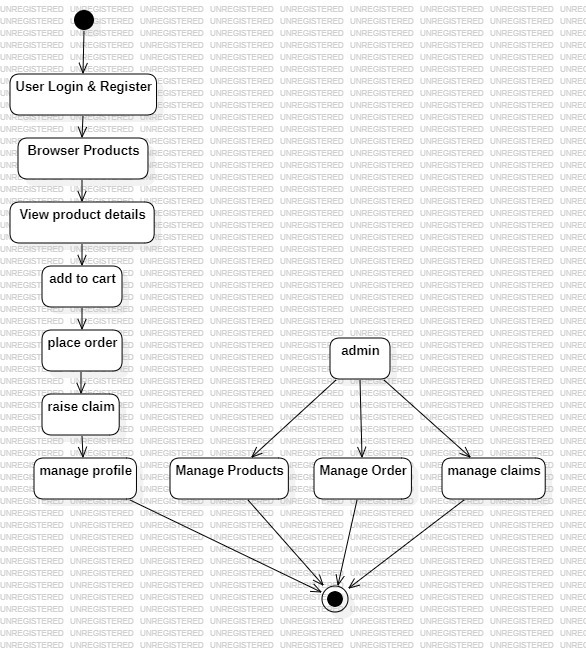 User Login & Register
Browser Products
View product details
add to cart
place order
admin
raise claim
manage profile
Manage Products
Manage Order
manage claims
UNREGISTERED